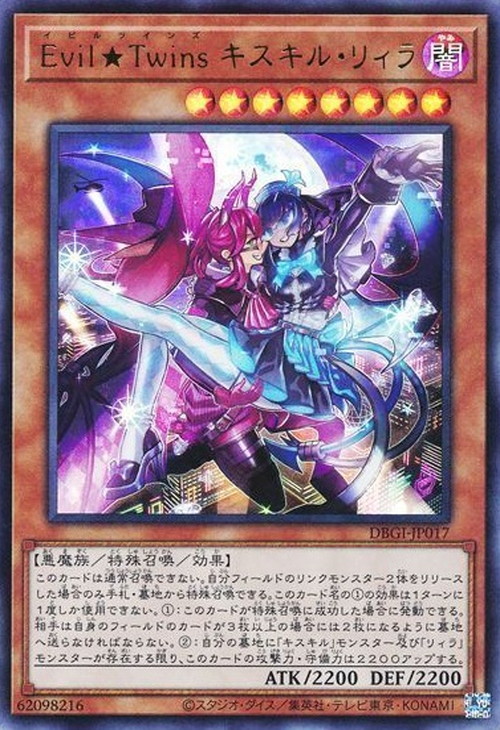 イビルツインズ
Evil★Twins キスキル・リィラ
やみ
闇
DBGI-JP017
【悪魔族／特殊召喚／効果】
このカードは通常召喚できない。自分フィールドのリンクモンスター２体をリリース
した場合のみ手札・墓地から特殊召喚できる。このカード名の①の効果は１ターンに
１度しか使用できない。①：このカードが特殊召喚に成功した場合に発動できる。
相手は自身のフィールドのカードが３枚以上の場合には２枚になるように墓地
へ送らなければならない。②：自分の墓地に「キスキル」モンスター及び「リィラ」
モンスターが存在する限り、このカードの攻撃力・守備力は２２００アップする。
ATK/2200 DEF/2200
62098216
©スタジオ・ダイス／集英社・テレビ東京・KONAMI